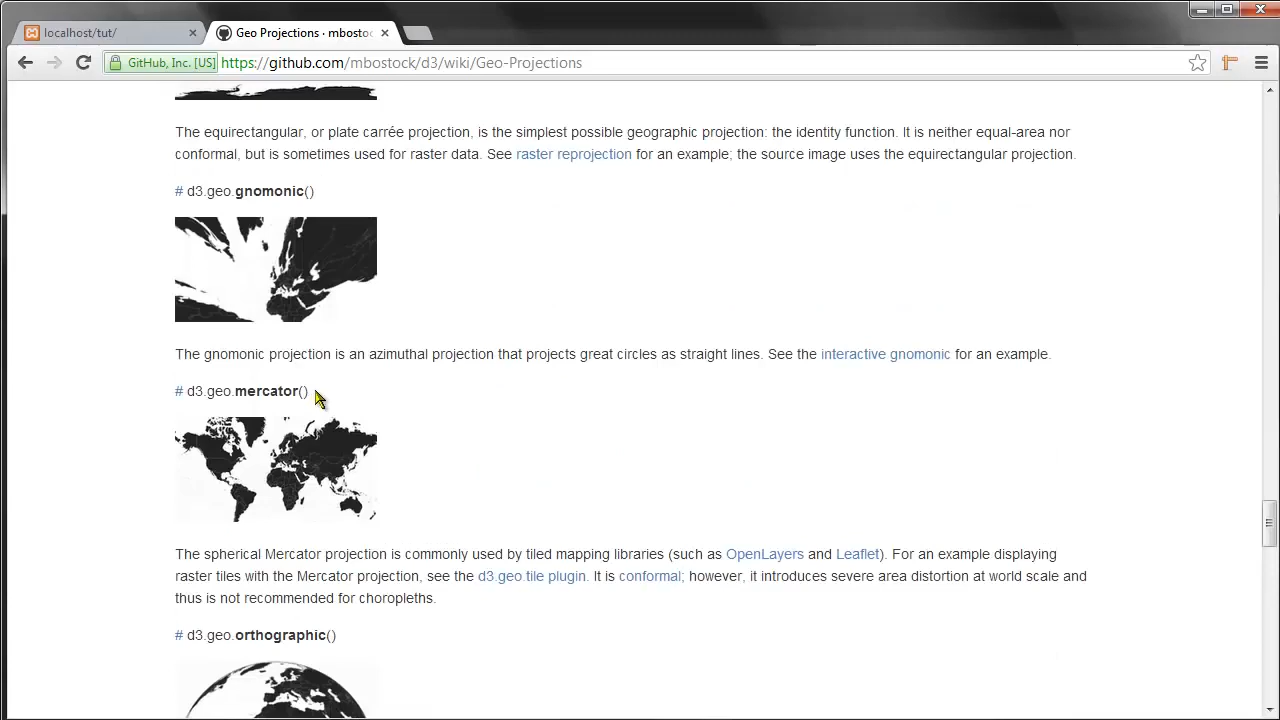 localhost/tut/
Geo Projections · mbostoc
GitHub, Inc. [US]
https://github.com/mbostock/d3/wiki/Geo-Projections
The equirectangular, or plate carrée projection, is the simplest possible geographic projection: the identity function. It is neither equal-area nor
conformal, but is sometimes used for raster data. See raster reprojection for an example; the source image uses the equirectangular projection.
# d3.geo.gnomonic()
The gnomonic projection is an azimuthal projection that projects great circles as straight lines. See the interactive gnomonic for an example.
# d3.geo.mercator()
The spherical Mercator projection is commonly used by tiled mapping libraries (such as OpenLayers and Leaflet). For an example displaying
raster tiles with the Mercator projection, see the d3.geo tile plugin. It is conformal; however, it introduces severe area distortion at world scale and
thus is not recommended for choropleths.
# d3.geo.orthographic()